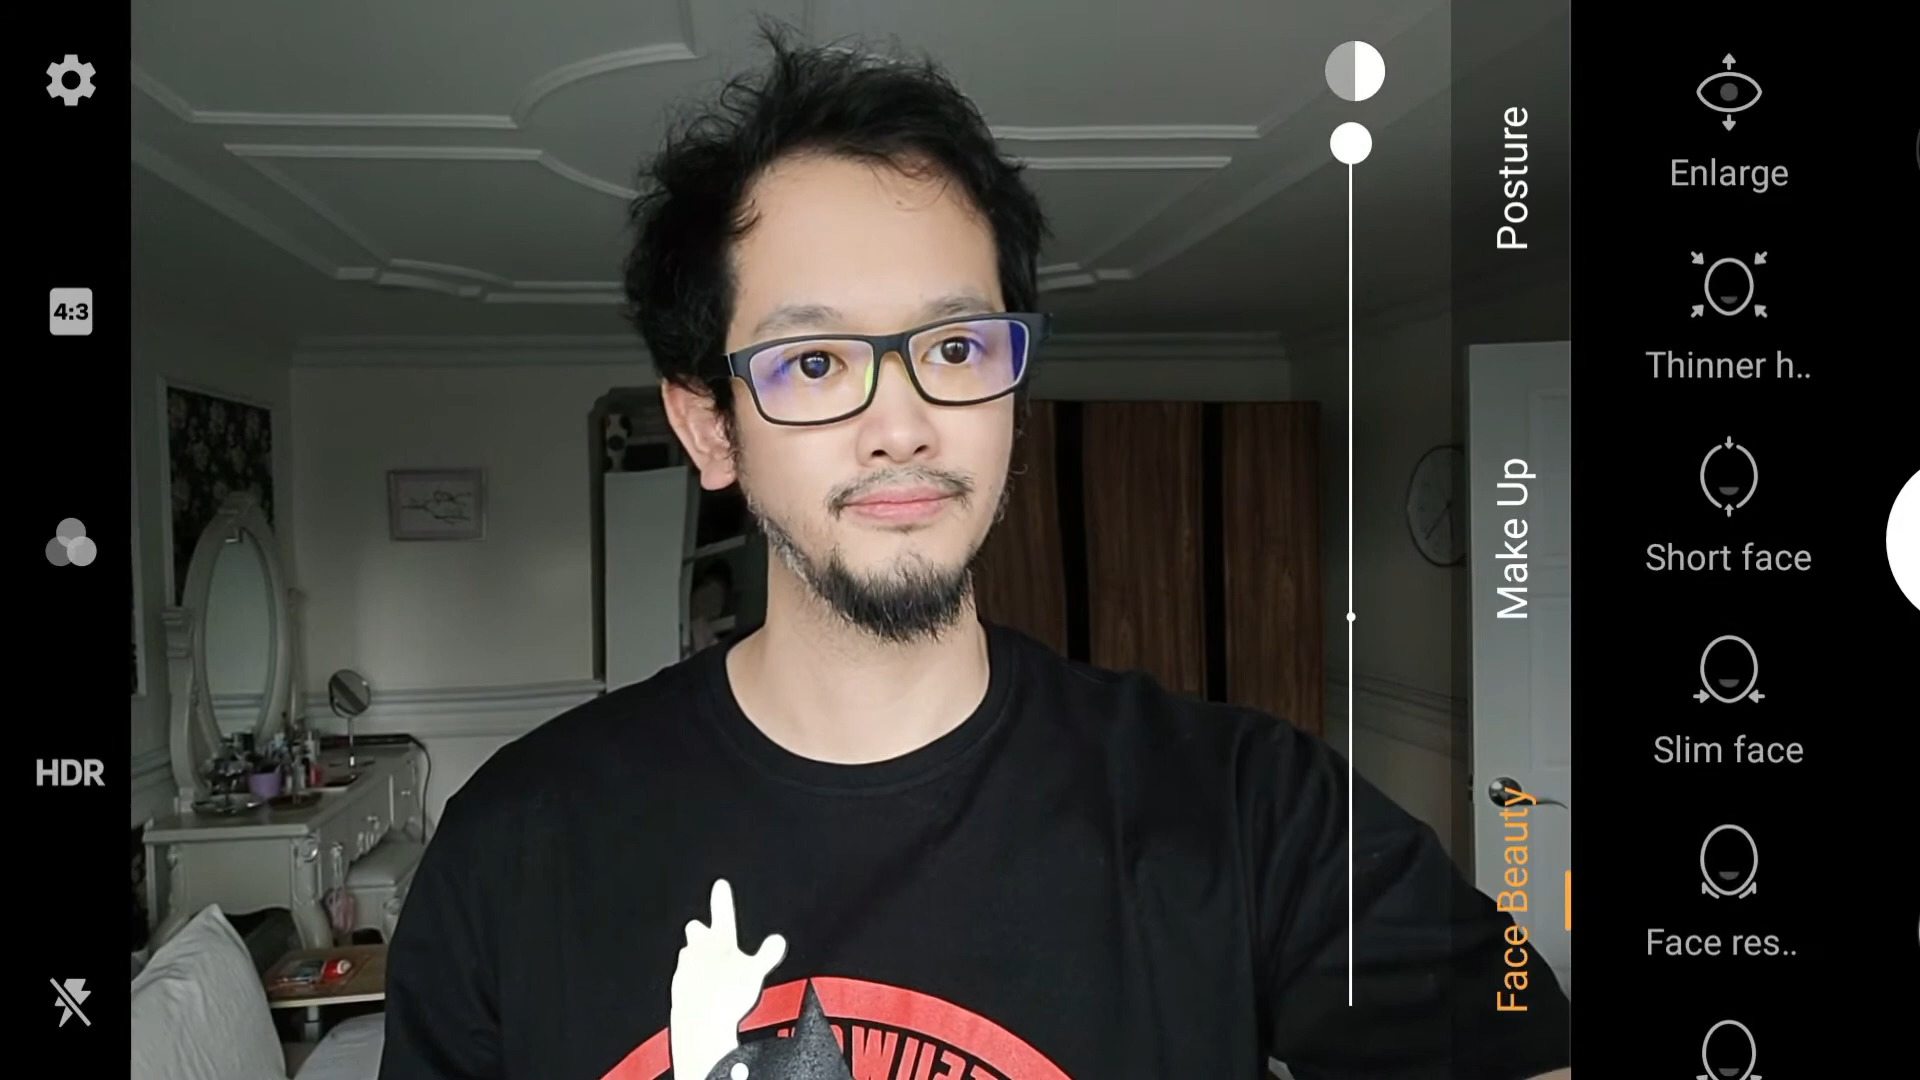 4:3
HDR
Posture
Make Up
Face Beauty
Enlarge
Thinner h..
Short face
Slim face
Face res..